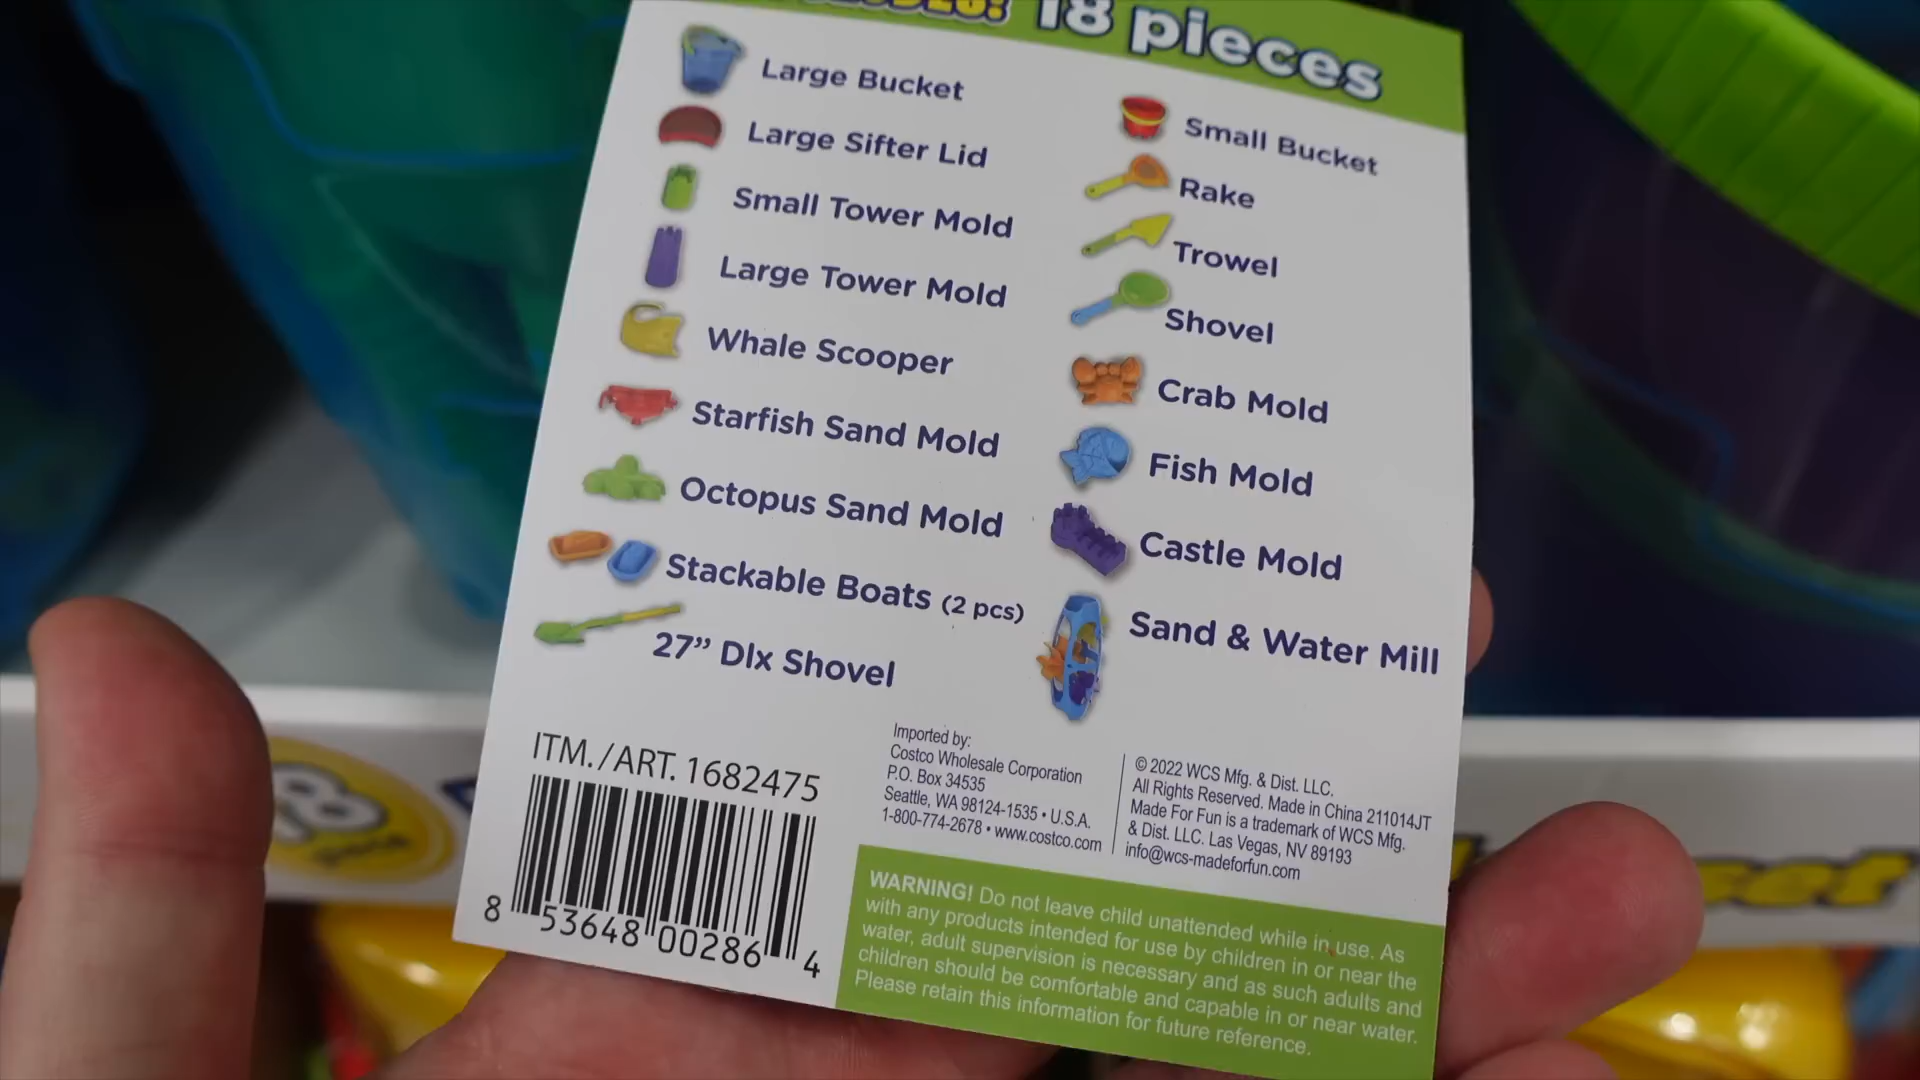 18 pieces
Large Bucket
Large Sifter Lid
Small Tower Mold
Large Tower Mold
Whale Scooper
Starfish Sand Mold
Octopus Sand Mold
Stackable Boats (2 pcs)
27” Dlx Shovel
Small Bucket
Rake
Trowel
Shovel
Crab Mold
Fish Mold
Castle Mold
Sand & Water Mill
ITM./ART. 1682475
8 53648 00286 4
Imported by:
Costco Wholesale Corporation
P.O. Box 34535
Seattle, WA 98124-1535 • U.S.A.
1-800-774-2678 • www.costco.com
© 2022 WCS Mfg. & Dist. LLC.
All Rights Reserved. Made in China 211014JT
Made For Fun is a trademark of WCS Mfg.
& Dist. LLC. Las Vegas, NV 89193
info@wcs-madeforfun.com
WARNING! Do not leave child unattended while in use. As
with any products intended for use by children in or near the
water, adult supervision is necessary and as such adults and
children should be comfortable and capable in or near water.
Please retain this information for future reference.
18